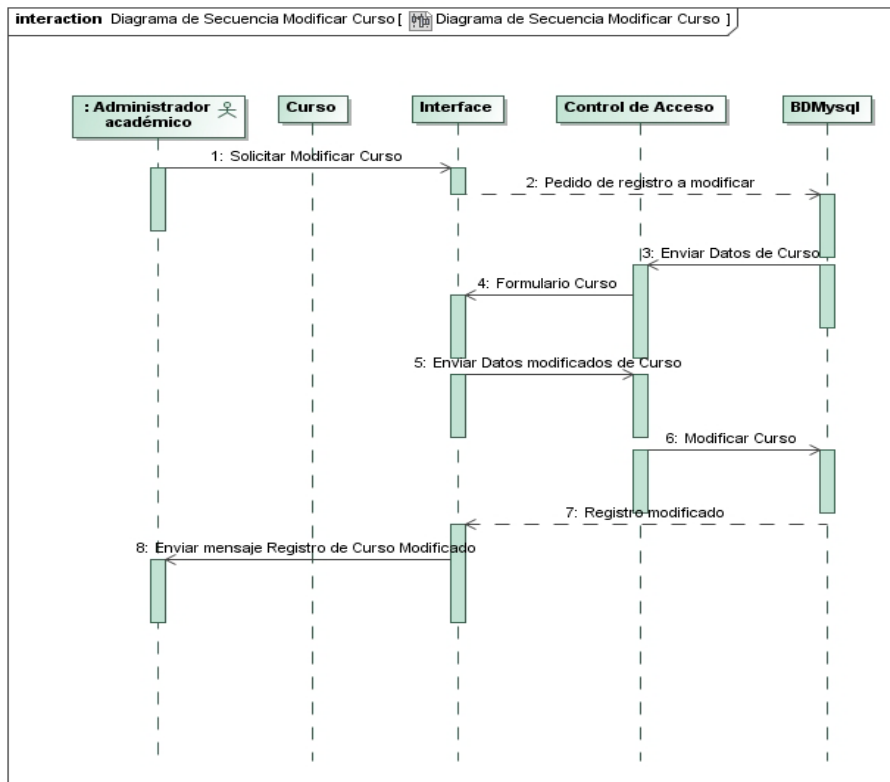 interaction Diagrama de Secuencia Modificar Curso [ Diagrama de Secuencia Modificar Curso ]
: Administrador
académico
Curso
Interface
Control de Acceso
BDMysql
1: Solicitar Modificar Curso
2: Pedido de registro a modificar
3: Enviar Datos de Curso
4: Formulario Curso
5: Enviar Datos modificados de Curso
6: Modificar Curso
7: Registro modificado
8: Enviar mensaje Registro de Curso Modificado